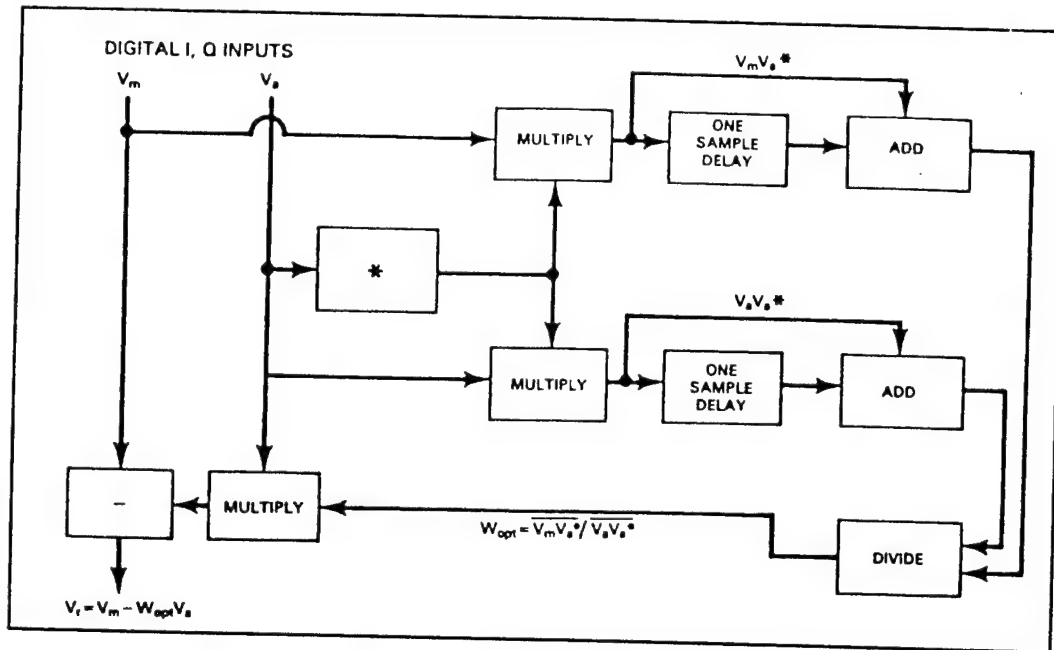 DIGITAL I, Q INPUTS
Vm
Va
VmVa*
MULTIPLY
ONE
SAMPLE
DELAY
ADD
*
VaVa*
MULTIPLY
ONE
SAMPLE
DELAY
ADD
−
MULTIPLY
Wopt = VmVa* / VaVa*
DIVIDE
Vr = Vm − WoptVa